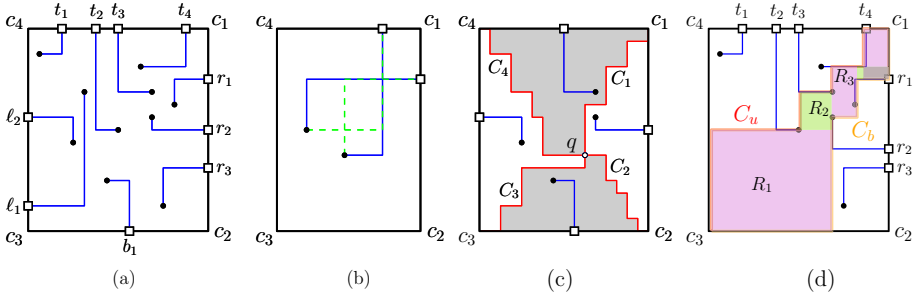 c₄ t₁ t₂ t₃ t₄ c₁
r₁
ℓ₂
r₂
r₃
ℓ₁
c₃ b₁ c₂
(a)
c₄ c₁
c₃ c₂
(b)
c₄ c₁
C₄ C₁
q
C₃ C₂
c₃ c₂
(c)
c₄ t₁ t₂ t₃ t₄ c₁
R₃ r₁
C_u R₂ C_b
r₂
R₁ r₃
c₃ c₂
(d)